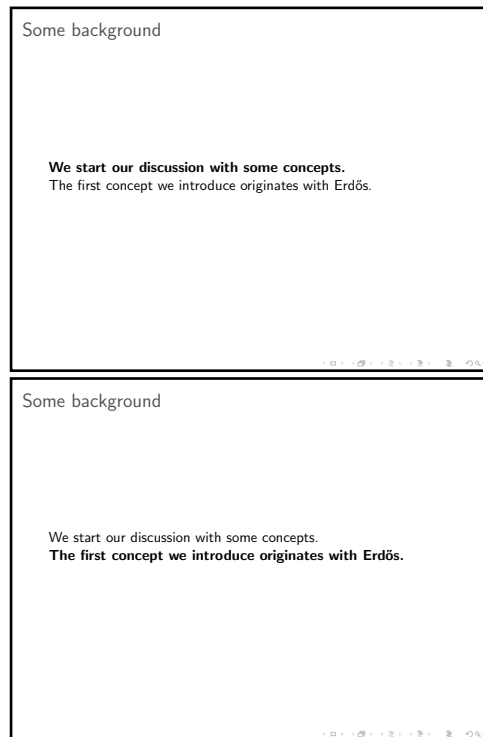 Some background
We start our discussion with some concepts.
The first concept we introduce originates with Erdős.
Some background
We start our discussion with some concepts.
The first concept we introduce originates with Erdős.